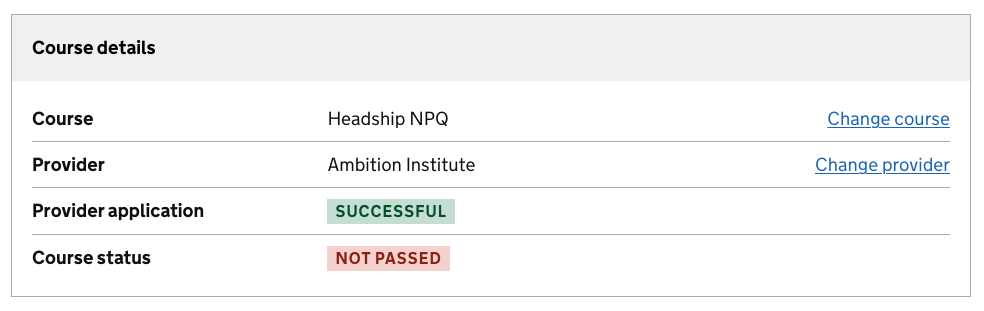 Course details
Course Headship NPQ Change course
Provider Ambition Institute Change provider
Provider application SUCCESSFUL
Course status NOT PASSED